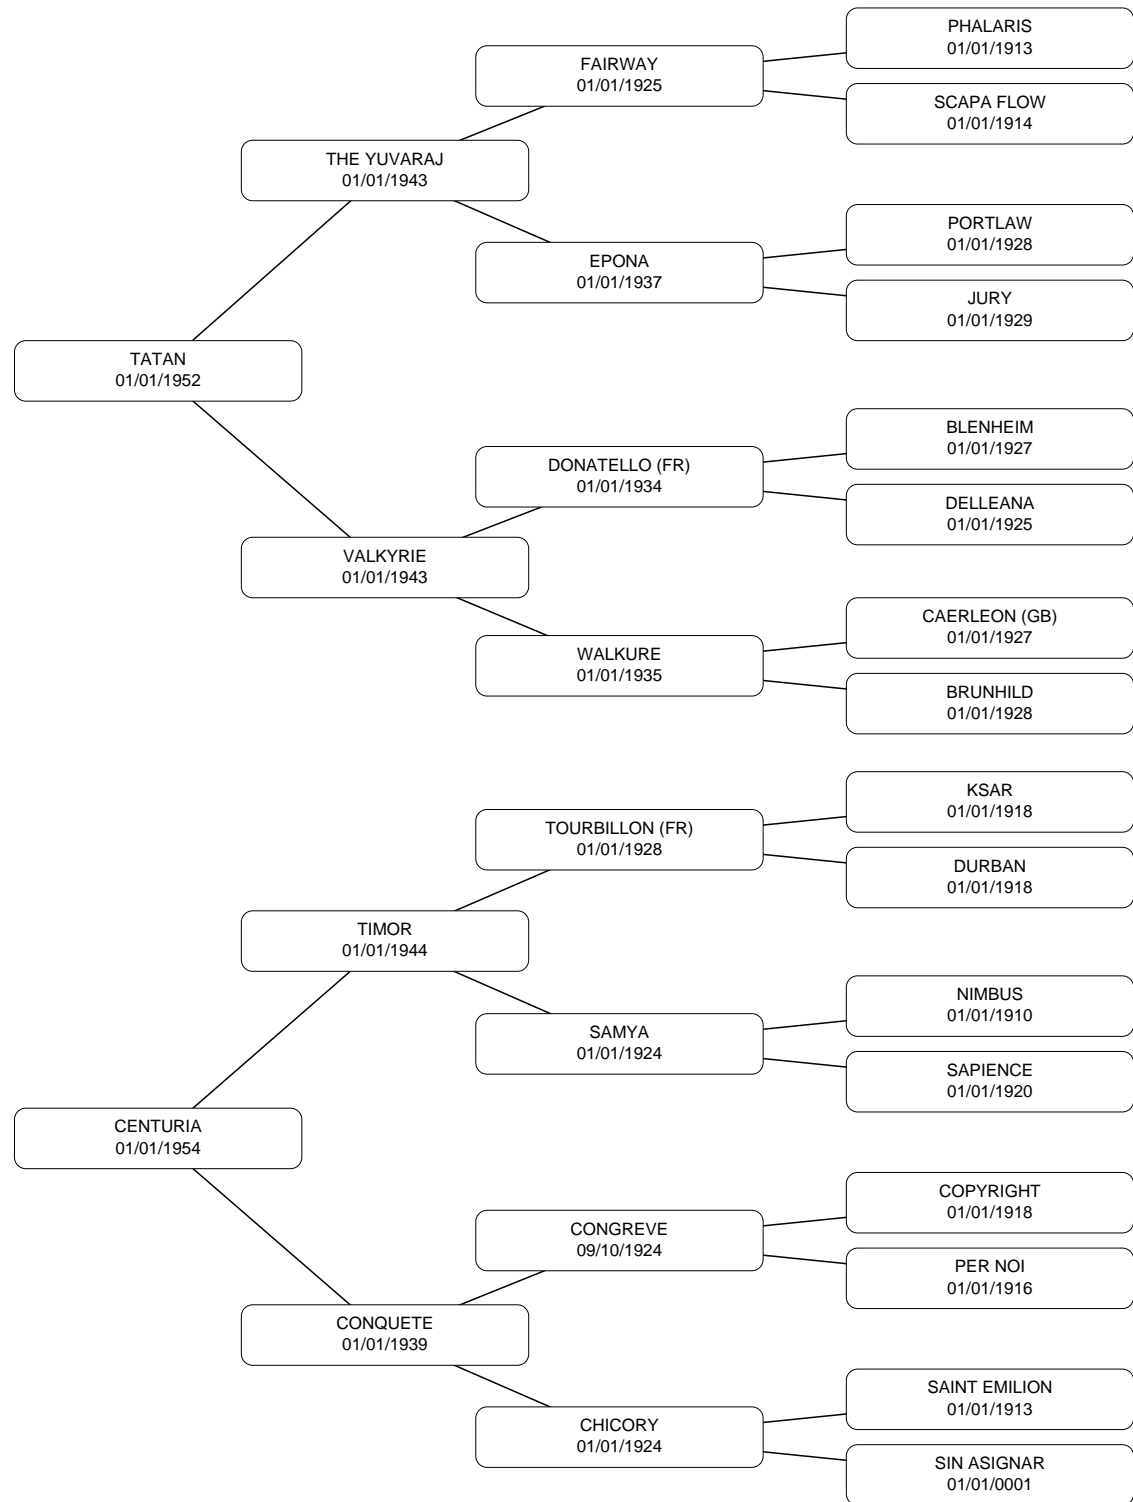 PHALARIS
01/01/1913
FAIRWAY
01/01/1925
SCAPA FLOW
01/01/1914
THE YUVARAJ
01/01/1943
PORTLAW
01/01/1928
EPONA
01/01/1937
JURY
01/01/1929
TATAN
01/01/1952
BLENHEIM
01/01/1927
DONATELLO (FR)
01/01/1934
DELLEANA
01/01/1925
VALKYRIE
01/01/1943
CAERLEON (GB)
01/01/1927
WALKURE
01/01/1935
BRUNHILD
01/01/1928
KSAR
01/01/1918
TOURBILLON (FR)
01/01/1928
DURBAN
01/01/1918
TIMOR
01/01/1944
NIMBUS
01/01/1910
SAMYA
01/01/1924
SAPIENCE
01/01/1920
CENTURIA
01/01/1954
COPYRIGHT
01/01/1918
CONGREVE
09/10/1924
PER NOI
01/01/1916
CONQUETE
01/01/1939
SAINT EMILION
01/01/1913
CHICORY
01/01/1924
SIN ASIGNAR
01/01/0001